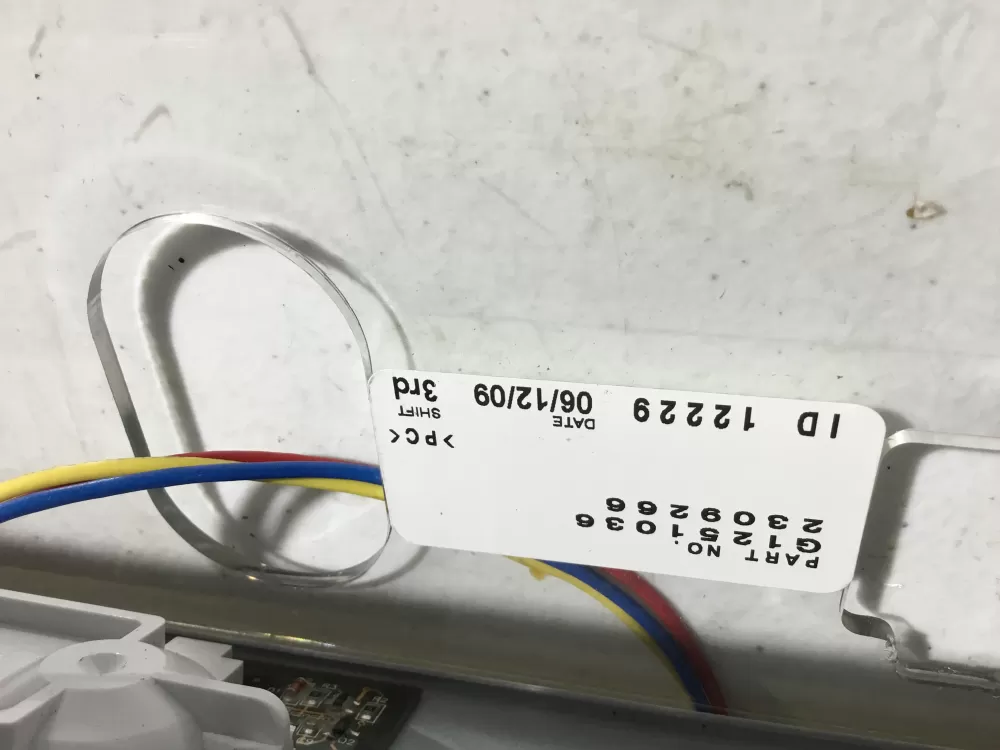 PART NO.
G1251036
2309266
>PC<
DATE SHIFT
ID 12229 06/12/09 3rd